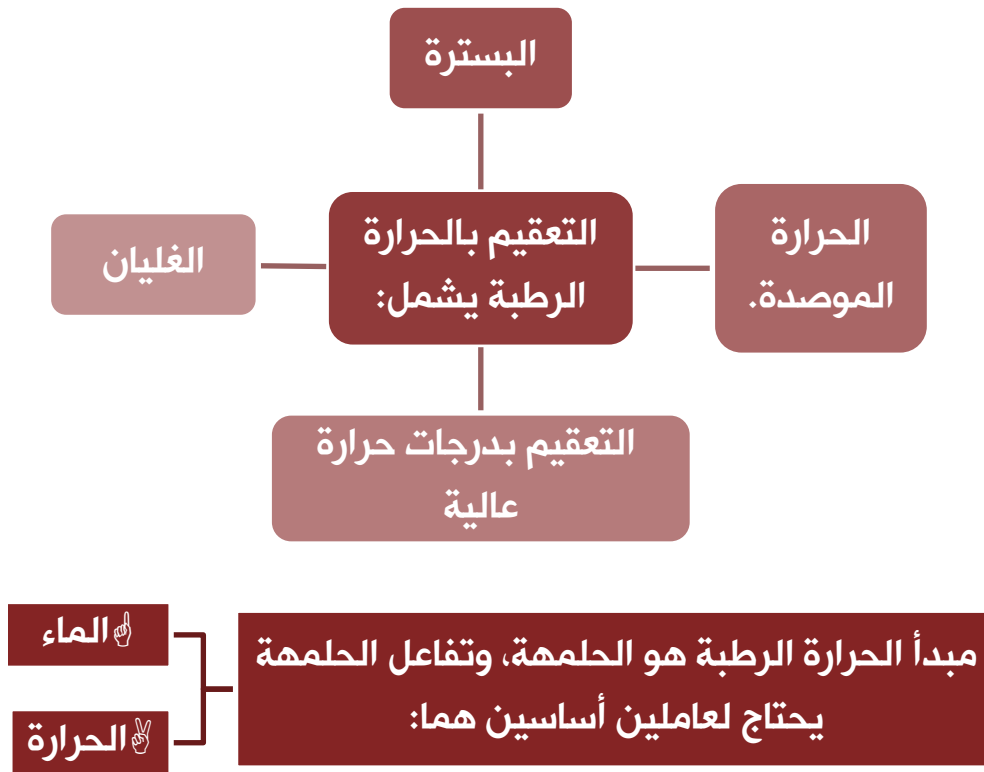 البسترة
التعقيم بالحرارة
الرطبة يشمل:
الحرارة
الموصدة.
الغليان
التعقيم بدرجات حرارة
عالية
مبدأ الحرارة الرطبة هو الحلمهة، وتفاعل الحلمهة
يحتاج لعاملين أساسين هما:
☝الماء
✌الحرارة